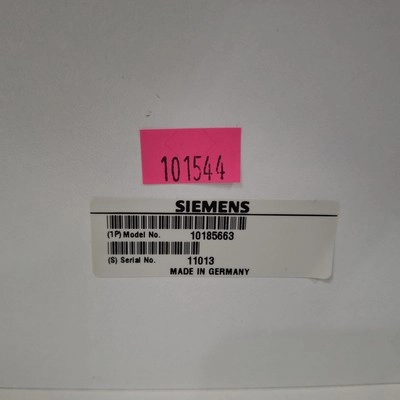 101544
SIEMENS
(1P) Model No. 10185663
(S) Serial No. 11013
MADE IN GERMANY